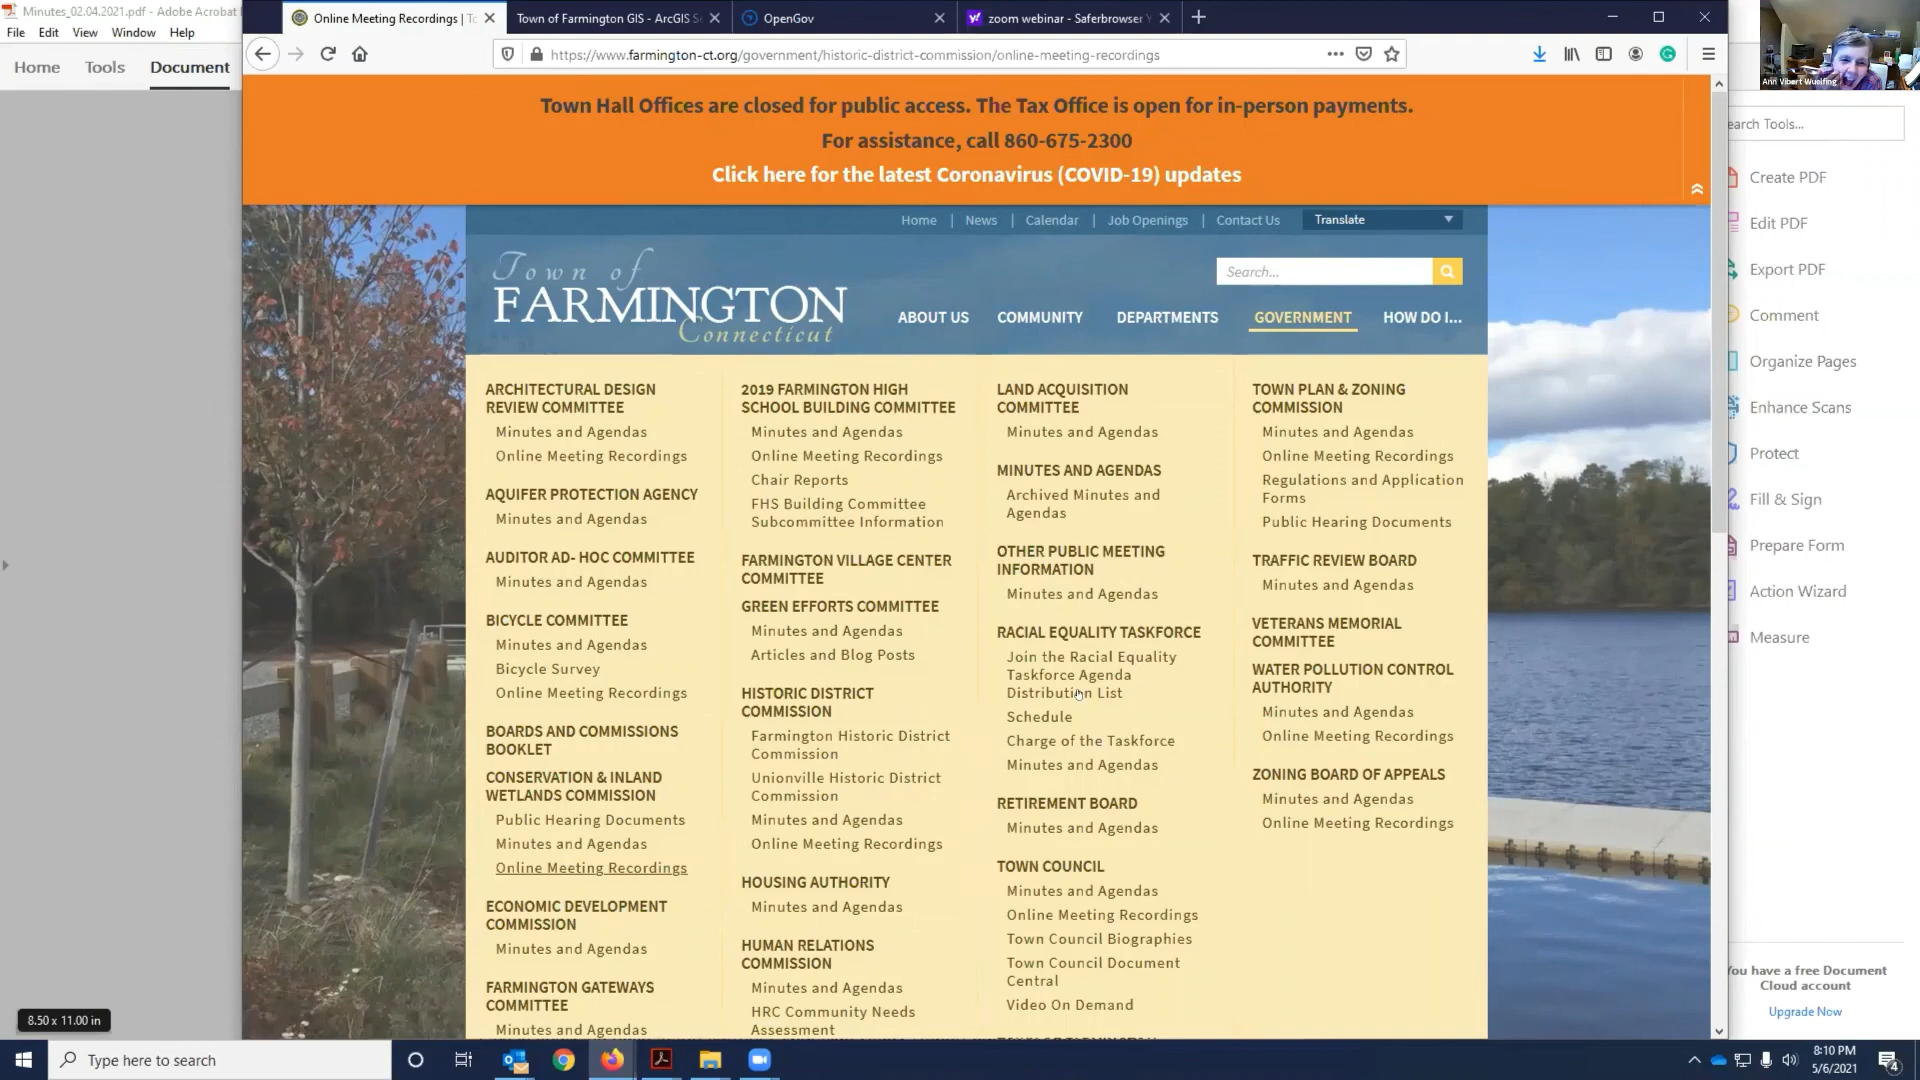 Minutes_02.04.2021.pdf - Adobe Acrobat
File Edit View Window Help
Home Tools Document
8.50 x 11.00 in
Online Meeting Recordings | To
Town of Farmington GIS - ArcGIS S
OpenGov
zoom webinar - Saferbrowser Y
https://www.farmington-ct.org/government/historic-district-commission/online-meeting-recordings
Town Hall Offices are closed for public access. The Tax Office is open for in-person payments.
For assistance, call 860-675-2300
Click here for the latest Coronavirus (COVID-19) updates
Home | News | Calendar | Job Openings | Contact Us Translate
Town of
FARMINGTON
Connecticut
Search...
ABOUT US COMMUNITY DEPARTMENTS GOVERNMENT HOW DO I...
ARCHITECTURAL DESIGN
REVIEW COMMITTEE
Minutes and Agendas
Online Meeting Recordings
AQUIFER PROTECTION AGENCY
Minutes and Agendas
AUDITOR AD- HOC COMMITTEE
Minutes and Agendas
BICYCLE COMMITTEE
Minutes and Agendas
Bicycle Survey
Online Meeting Recordings
BOARDS AND COMMISSIONS
BOOKLET
CONSERVATION & INLAND
WETLANDS COMMISSION
Public Hearing Documents
Minutes and Agendas
Online Meeting Recordings
ECONOMIC DEVELOPMENT
COMMISSION
Minutes and Agendas
FARMINGTON GATEWAYS
COMMITTEE
Minutes and Agendas
2019 FARMINGTON HIGH
SCHOOL BUILDING COMMITTEE
Minutes and Agendas
Online Meeting Recordings
Chair Reports
FHS Building Committee
Subcommittee Information
FARMINGTON VILLAGE CENTER
COMMITTEE
GREEN EFFORTS COMMITTEE
Minutes and Agendas
Articles and Blog Posts
HISTORIC DISTRICT
COMMISSION
Farmington Historic District
Commission
Unionville Historic District
Commission
Minutes and Agendas
Online Meeting Recordings
HOUSING AUTHORITY
Minutes and Agendas
HUMAN RELATIONS
COMMISSION
Minutes and Agendas
HRC Community Needs
Assessment
LAND ACQUISITION
COMMITTEE
Minutes and Agendas
MINUTES AND AGENDAS
Archived Minutes and
Agendas
OTHER PUBLIC MEETING
INFORMATION
Minutes and Agendas
RACIAL EQUALITY TASKFORCE
Join the Racial Equality
Taskforce Agenda
Distribution List
Schedule
Charge of the Taskforce
Minutes and Agendas
RETIREMENT BOARD
Minutes and Agendas
TOWN COUNCIL
Minutes and Agendas
Online Meeting Recordings
Town Council Biographies
Town Council Document
Central
Video On Demand
TOWN PLAN & ZONING
COMMISSION
Minutes and Agendas
Online Meeting Recordings
Regulations and Application
Forms
Public Hearing Documents
TRAFFIC REVIEW BOARD
Minutes and Agendas
VETERANS MEMORIAL
COMMITTEE
WATER POLLUTION CONTROL
AUTHORITY
Minutes and Agendas
Online Meeting Recordings
ZONING BOARD OF APPEALS
Minutes and Agendas
Online Meeting Recordings
Ann Vibert Wuelfing
earch Tools...
Create PDF
Edit PDF
Export PDF
Comment
Organize Pages
Enhance Scans
Protect
Fill & Sign
Prepare Form
Action Wizard
Measure
You have a free Document
Cloud account
Upgrade Now
Type here to search
8:10 PM
5/6/2021
4